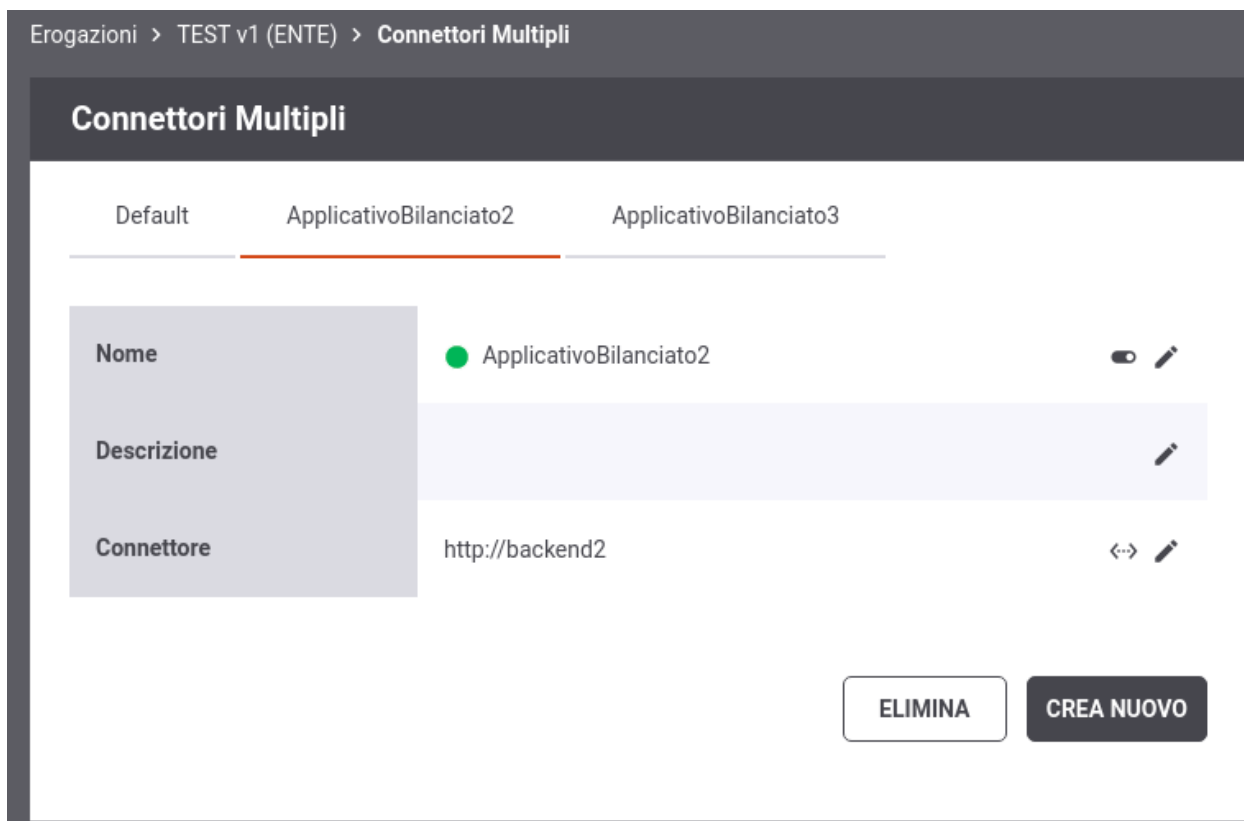 Erogazioni > TEST v1 (ENTE) > Connettori Multipli
Connettori Multipli
Default ApplicativoBilanciato2 ApplicativoBilanciato3
Nome ApplicativoBilanciato2
Descrizione
Connettore http://backend2
ELIMINA CREA NUOVO